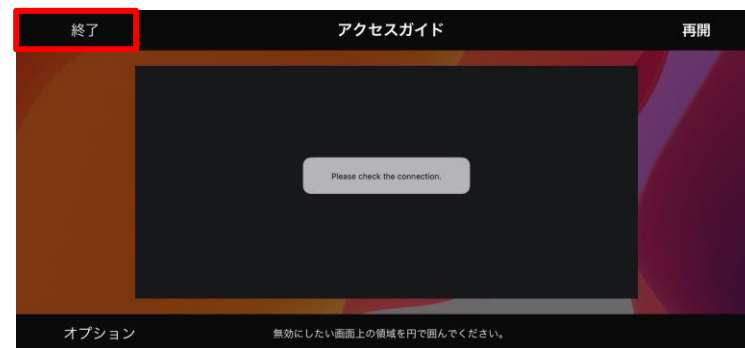 終了
アクセスガイド
再開
Please check the connection.
オプション
無効にしたい画面上の領域を円で囲んでください。